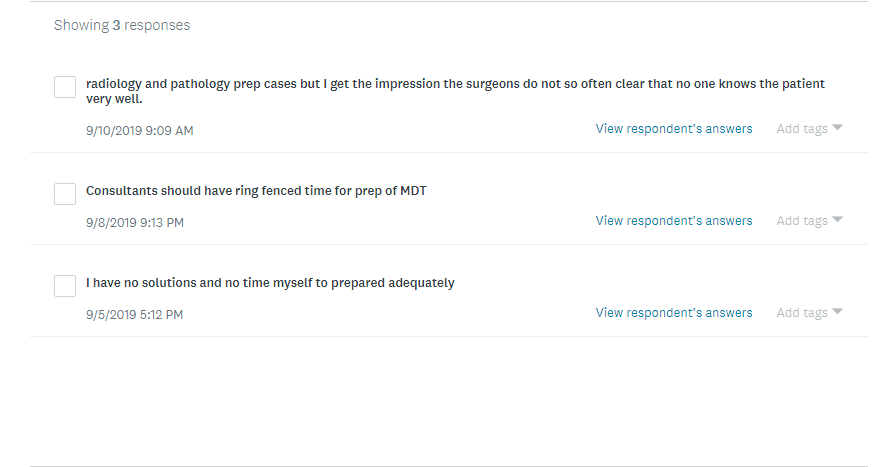 Showing 3 responses
radiology and pathology prep cases but I get the impression the surgeons do not so often clear that no one knows the patient
very well.
9/10/2019 9:09 AM
View respondent's answers
Add tags
Consultants should have ring fenced time for prep of MDT
9/8/2019 9:13 PM
View respondent's answers
Add tags
I have no solutions and no time myself to prepared adequately
9/5/2019 5:12 PM
View respondent's answers
Add tags